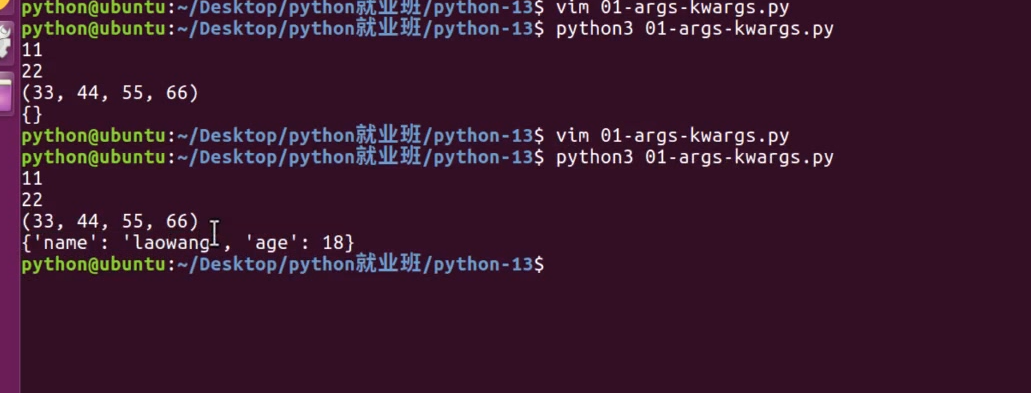 python@ubuntu:~/Desktop/python就业班/python-13$ vim 01-args-kwargs.py
python@ubuntu:~/Desktop/python就业班/python-13$ python3 01-args-kwargs.py
11
22
(33, 44, 55, 66)
{}
python@ubuntu:~/Desktop/python就业班/python-13$ vim 01-args-kwargs.py
python@ubuntu:~/Desktop/python就业班/python-13$ python3 01-args-kwargs.py
11
22
(33, 44, 55, 66)
{'name': 'laowang', 'age': 18}
python@ubuntu:~/Desktop/python就业班/python-13$